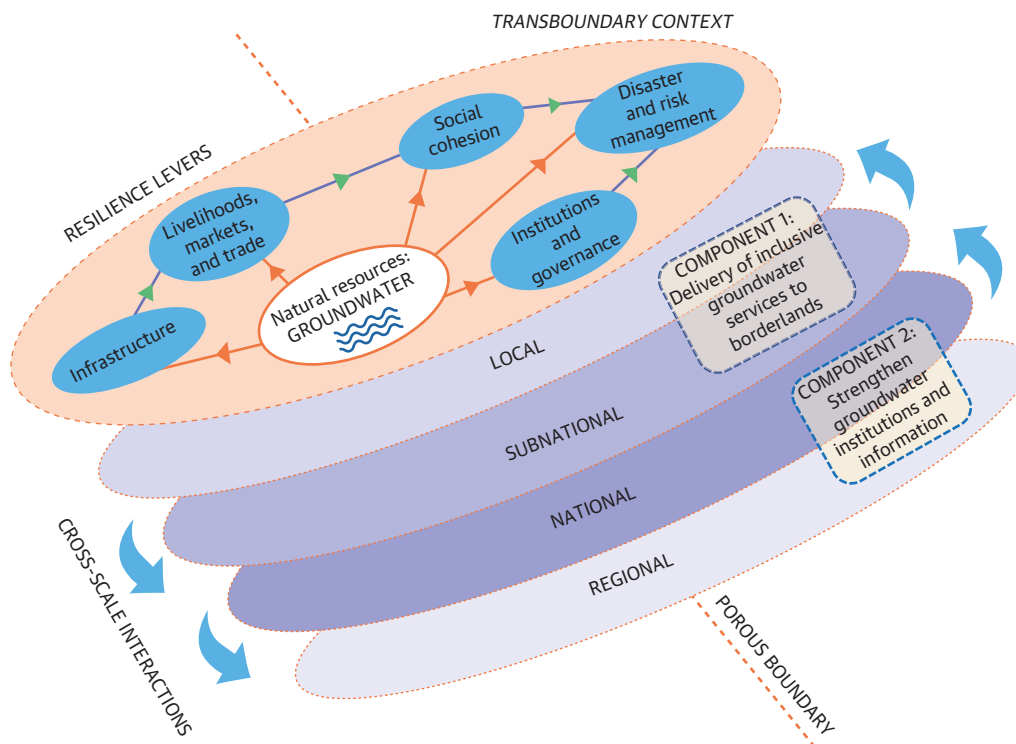 TRANSBOUNDARY CONTEXT
RESILIENCE LEVERS
Disaster
and risk
management
Social
cohesion
Livelihoods,
markets,
and trade
Institutions
and
governance
Natural resources:
GROUNDWATER
Infrastructure
COMPONENT 1:
Delivery of inclusive
groundwater
services to
borderlands
COMPONENT 2:
Strengthen
groundwater
institutions and
information
LOCAL
SUBNATIONAL
NATIONAL
REGIONAL
CROSS-SCALE INTERACTIONS
POROUS BOUNDARY